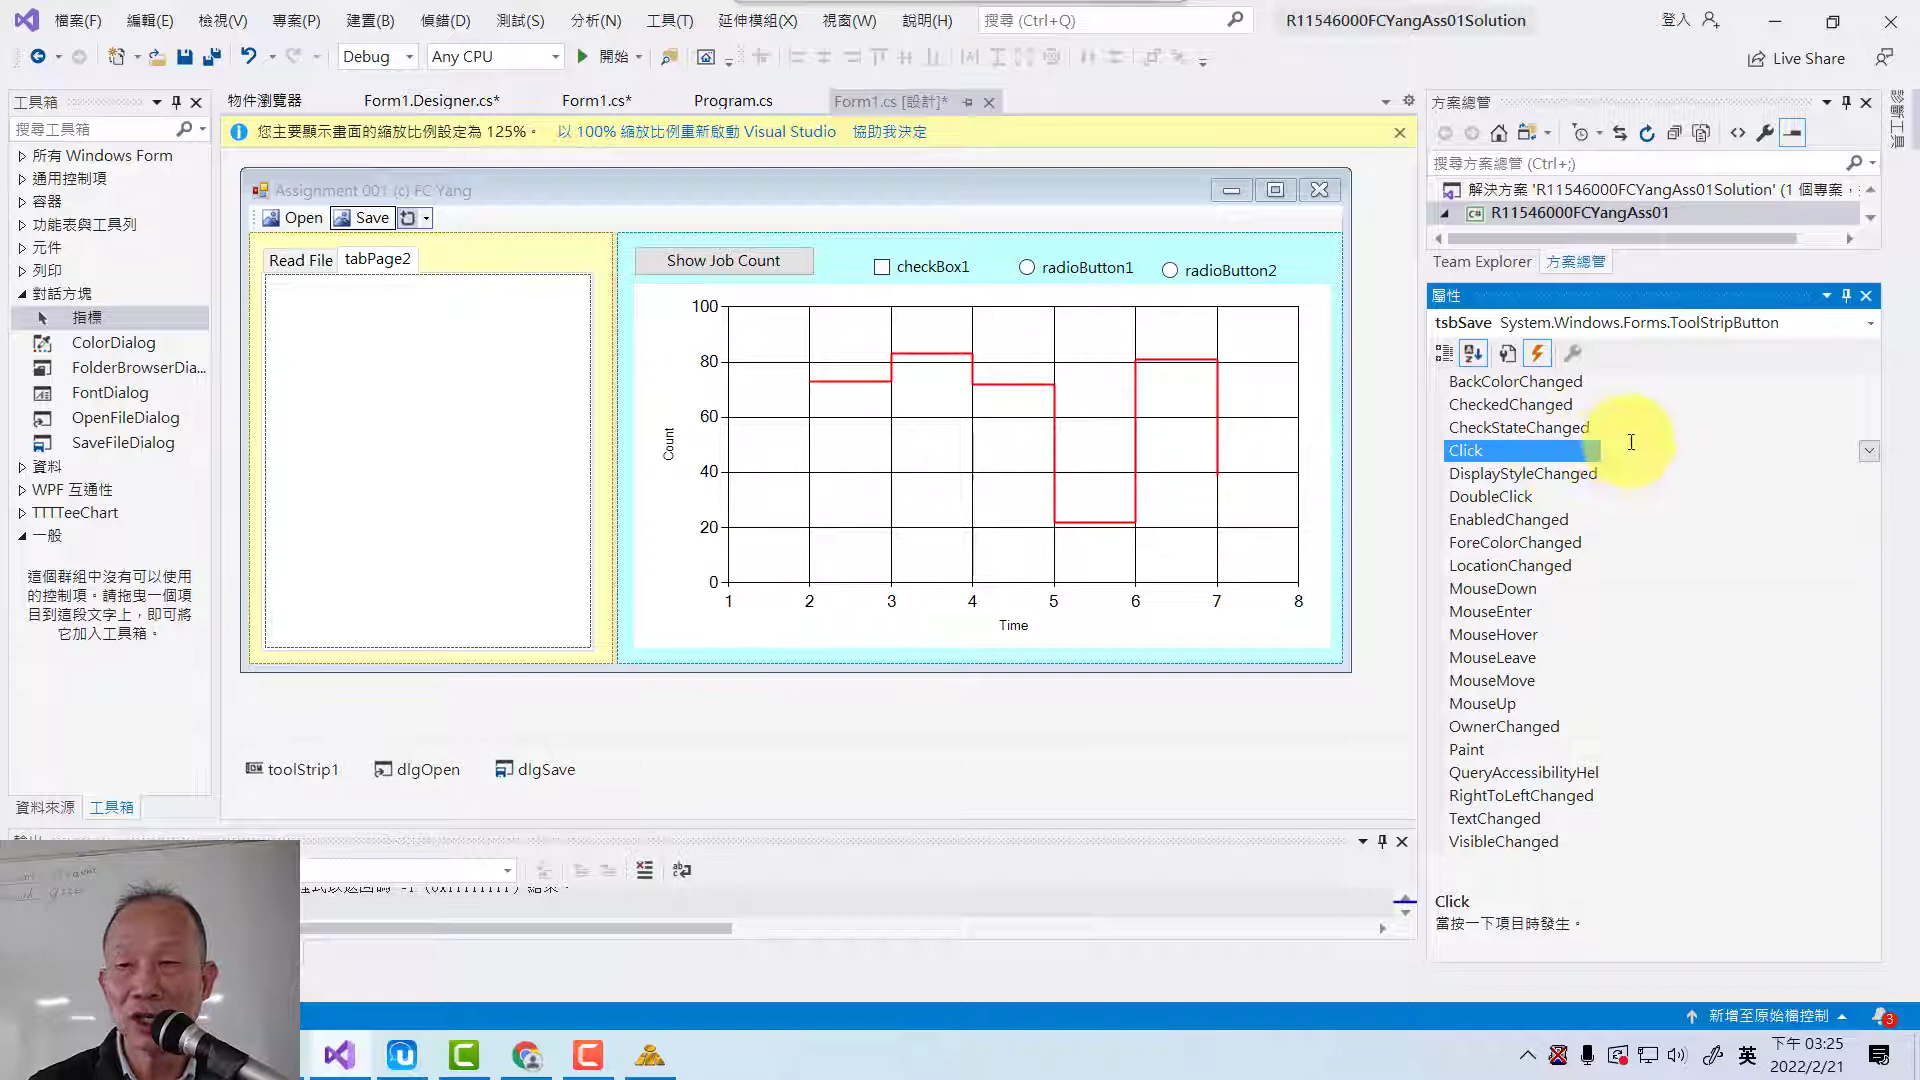 檔案(F) 編輯(E) 檢視(V) 專案(P) 建置(B) 偵錯(D) 測試(S) 分析(N) 工具(T) 延伸模組(X) 視窗(W) 說明(H) 搜尋 (Ctrl+Q) R11546000FCYangAss01Solution 登入
Debug Any CPU 開始 Live Share
工具箱
搜尋工具箱
所有 Windows Form
通用控制項
容器
功能表與工具列
元件
列印
對話方塊
指標
ColorDialog
FolderBrowserDia...
FontDialog
OpenFileDialog
SaveFileDialog
資料
WPF 互通性
TTTTeeChart
一般
這個群組中沒有可以使用
的控制項。請拖曳一個項
目到這段文字上，即可將
它加入工具箱。
資料來源 工具箱
物件瀏覽器 Form1.Designer.cs* Form1.cs* Program.cs Form1.cs [設計]*
您主要顯示畫面的縮放比例設定為 125%。 以 100% 縮放比例重新啟動 Visual Studio 協助我決定
Assignment 001 (c) FC Yang
Open Save
Read File tabPage2
Show Job Count checkBox1 radioButton1 radioButton2
100
80
60
40
20
0
Count
1 2 3 4 5 6 7 8
Time
toolStrip1 dlgOpen dlgSave
方案總管
搜尋方案總管 (Ctrl+;)
解決方案 'R11546000FCYangAss01Solution' (1 個專案，
R11546000FCYangAss01
Team Explorer 方案總管
診斷工具
屬性
tsbSave System.Windows.Forms.ToolStripButton
BackColorChanged
CheckedChanged
CheckStateChanged
Click
DisplayStyleChanged
DoubleClick
EnabledChanged
ForeColorChanged
LocationChanged
MouseDown
MouseEnter
MouseHover
MouseLeave
MouseMove
MouseUp
OwnerChanged
Paint
QueryAccessibilityHel
RightToLeftChanged
TextChanged
VisibleChanged
Click
當按一下項目時發生。
新增至原始檔控制 3
英 下午 03:25
2022/2/21